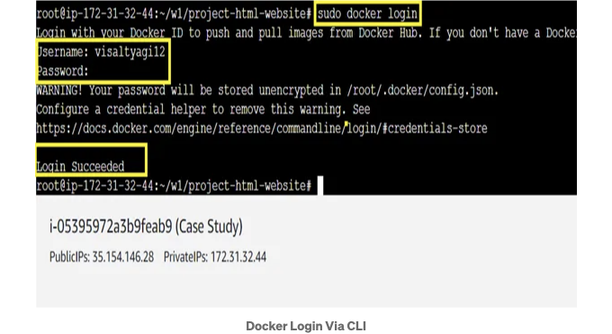 root@ip-172-31-32-44:~/w1/project-html-website# sudo docker login
Login with your Docker ID to push and pull images from Docker Hub. If you don't have a Docke
Username: visaltyagi12
Password:
WARNING! Your password will be stored unencrypted in /root/.docker/config.json.
Configure a credential helper to remove this warning. See
https://docs.docker.com/engine/reference/commandline/login/#credentials-store
Login Succeeded
root@ip-172-31-32-44:~/w1/project-html-website#
i-05395972a3b9feab9 (Case Study)
PublicIPs: 35.154.146.28 PrivateIPs: 172.31.32.44
Docker Login Via CLI